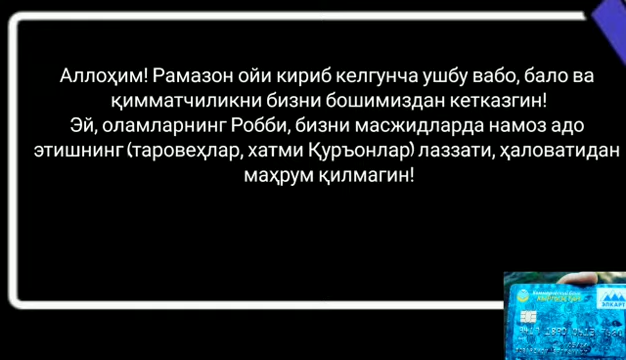 Аллоҳим! Рамазон ойи кириб келгунча ушбу вабо, бало ва
қимматчиликни бизни бошимиздан кетказгин!
Эй, оламларнинг Робби, бизни масжидларда намоз адо
этишнинг (таровеҳлар, хатми Қуръонлар) лаззати, ҳаловатидан
маҳрум қилмагин!
ЭЛКАРТ